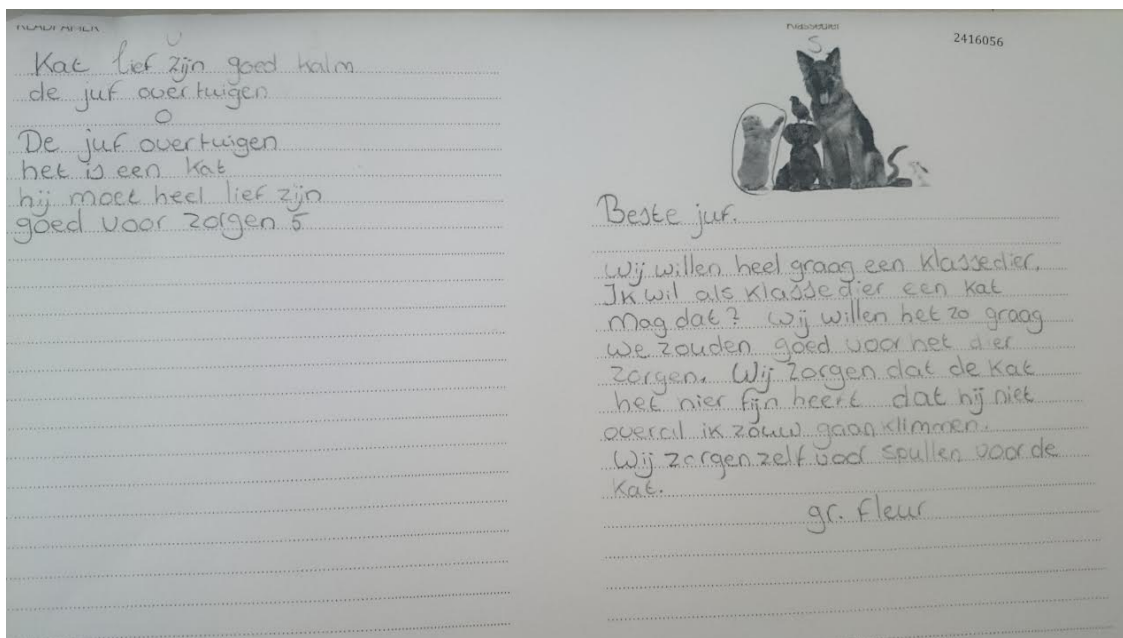 KLADPAPIER
Kat lief zijn goed kalm
de juf overtuigen
De juf overtuigen
het is een kat
hij moet heel lief zijn
goed voor zorgen 5
2416056
Beste juf.
Wij willen heel graag een klassedier.
Ik wil als klassedier een kat
Mag dat? Wij willen het zo graag
we zouden goed voor het dier
zorgen. Wij zorgen dat de kat
het hier fijn heeft dat hij niet
overal ik zouw gaan klimmen.
Wij zorgen zelf voor spullen voor de
kat.
gr. Fleur